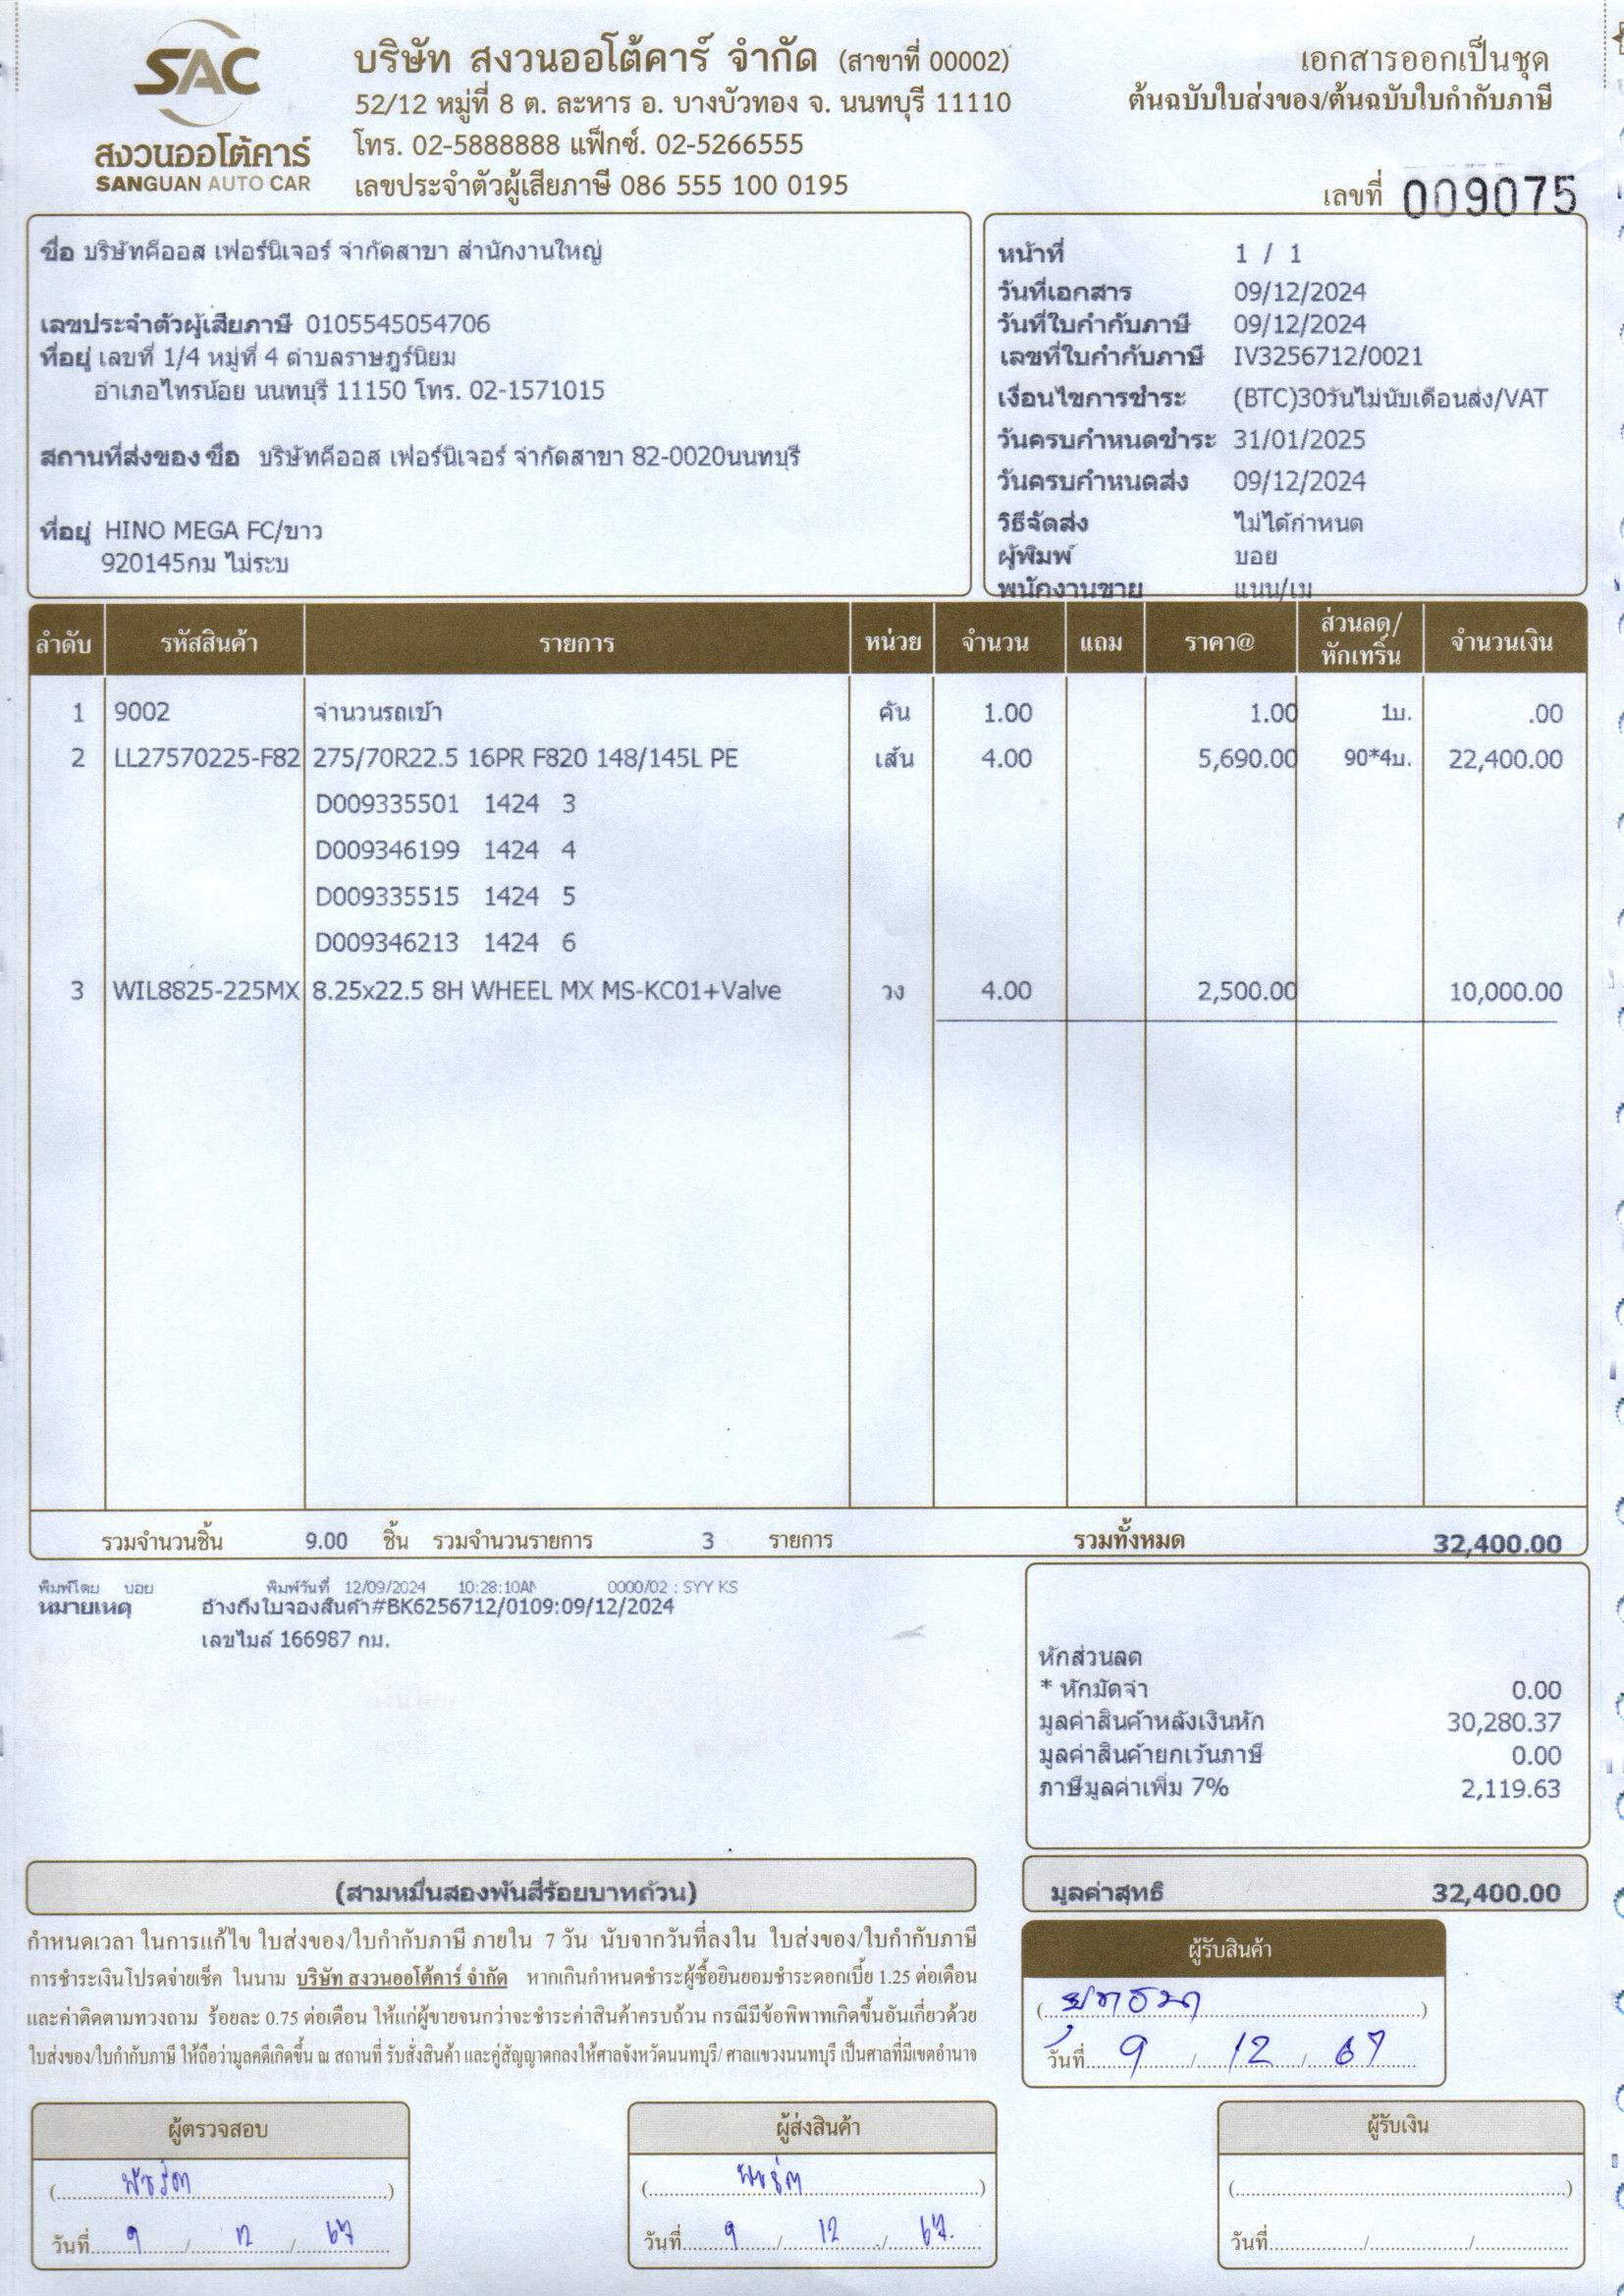 SAC
สงวนออโต้คาร์
SANGUAN AUTO CAR
บริษัท สงวนออโต้คาร์ จำกัด (สาขาที่ 00002)
52/12 หมู่ที่ 8 ต. ละหาร อ. บางบัวทอง จ. นนทบุรี 11110
โทร. 02-5888888 แฟ็กซ์. 02-5266555
เลขประจำตัวผู้เสียภาษี 086 555 100 0195
เอกสารออกเป็นชุด
ต้นฉบับใบส่งของ/ต้นฉบับใบกำกับภาษี
เลขที่ 009075
ชื่อ บริษัทคีออส เฟอร์นิเจอร์ จำกัดสาขา สำนักงานใหญ่
เลขประจำตัวผู้เสียภาษี 0105545054706
ที่อยู่ เลขที่ 1/4 หมู่ที่ 4 ตำบลราษฎร์นิยม
อำเภอไทรน้อย นนทบุรี 11150 โทร. 02-1571015
สถานที่ส่งของ ชื่อ บริษัทคีออส เฟอร์นิเจอร์ จำกัดสาขา 82-0020นนทบุรี
ที่อยู่ HINO MEGA FC/ขาว
920145กม ไม่ระบ
หน้าที่ 1 / 1
วันที่เอกสาร 09/12/2024
วันที่ใบกำกับภาษี 09/12/2024
เลขที่ใบกำกับภาษี IV3256712/0021
เงื่อนไขการชำระ (BTC)30วันไม่นับเดือนส่ง/VAT
วันครบกำหนดชำระ 31/01/2025
วันครบกำหนดส่ง 09/12/2024
วิธีจัดส่ง ไม่ได้กำหนด
ผู้พิมพ์ บอย
พนักงานขาย แนน/เม
ลำดับ รหัสสินค้า รายการ หน่วย จำนวน แถม ราคา@ ส่วนลด/หักเทริ์น จำนวนเงิน
1 9002 จำนวนรถเข้า คัน 1.00 1.00 1บ. .00
2 LL27570225-F82 275/70R22.5 16PR F820 148/145L PE เส้น 4.00 5,690.00 90*4บ. 22,400.00
D009335501 1424 3
D009346199 1424 4
D009335515 1424 5
D009346213 1424 6
3 WIL8825-225MX 8.25x22.5 8H WHEEL MX MS-KC01+Valve วง 4.00 2,500.00 10,000.00
รวมจำนวนชิ้น 9.00 ชิ้น รวมจำนวนรายการ 3 รายการ รวมทั้งหมด 32,400.00
พิมพ์โดย บอย พิมพ์วันที่ 12/09/2024 10:28:10AM 0000/02 : SYY KS
หมายเหตุ อ้างถึงใบจองสินค้า#BK6256712/0109:09/12/2024
เลขไมล์ 166987 กม.
หักส่วนลด
* หักมัดจำ 0.00
มูลค่าสินค้าหลังเงินหัก 30,280.37
มูลค่าสินค้ายกเว้นภาษี 0.00
ภาษีมูลค่าเพิ่ม 7% 2,119.63
(สามหมื่นสองพันสี่ร้อยบาทถ้วน)
มูลค่าสุทธิ 32,400.00
กำหนดเวลา ในการแก้ไข ใบส่งของ/ใบกำกับภาษี ภายใน 7 วัน นับจากวันที่ลงใน ใบส่งของ/ใบกำกับภาษี
การชำระเงินโปรดจ่ายเช็ค ในนาม บริษัท สงวนออโต้คาร์ จำกัด หากเกินกำหนดชำระผู้ซื้อยินยอมชำระดอกเบี้ย 1.25 ต่อเดือน
และค่าติดตามทวงถาม ร้อยละ 0.75 ต่อเดือน ให้แก่ผู้ขายจนกว่าจะชำระค่าสินค้าครบถ้วน กรณีมีข้อพิพาทเกิดขึ้นอันเกี่ยวด้วย
ใบส่งของ/ใบกำกับภาษี ให้ถือว่ามูลคดีเกิดขึ้น ณ สถานที่ รับสั่งสินค้า และคู่สัญญาตกลงให้ศาลจังหวัดนนทบุรี/ ศาลแขวงนนทบุรี เป็นศาลที่มีเขตอำนาจ
ผู้รับสินค้า
วันที่ 9 / 12 / 67
ผู้ตรวจสอบ
วันที่ 9 / 12 / 67
ผู้ส่งสินค้า
วันที่ 9 / 12 / 67.
ผู้รับเงิน
วันที่ / /